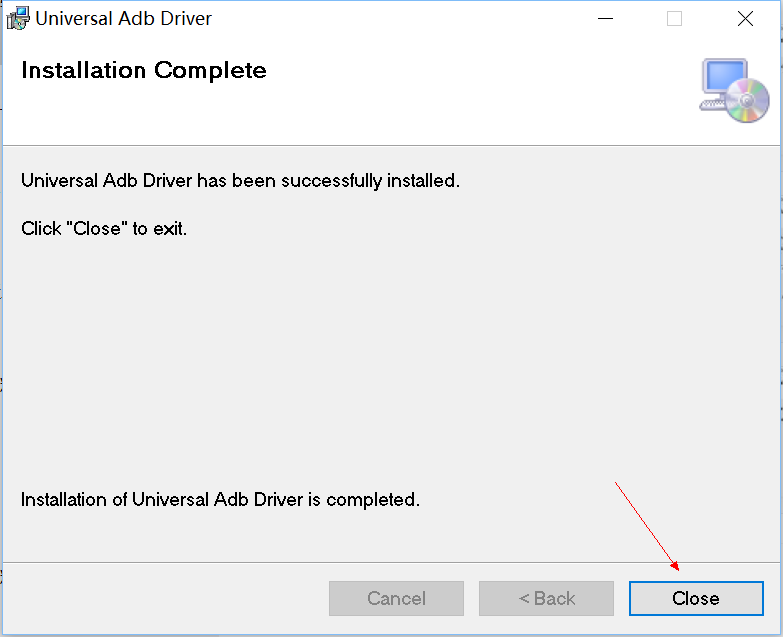 Universal Adb Driver
Installation Complete
Universal Adb Driver has been successfully installed.
Click "Close" to exit.
Installation of Universal Adb Driver is completed.
Cancel
< Back
Close